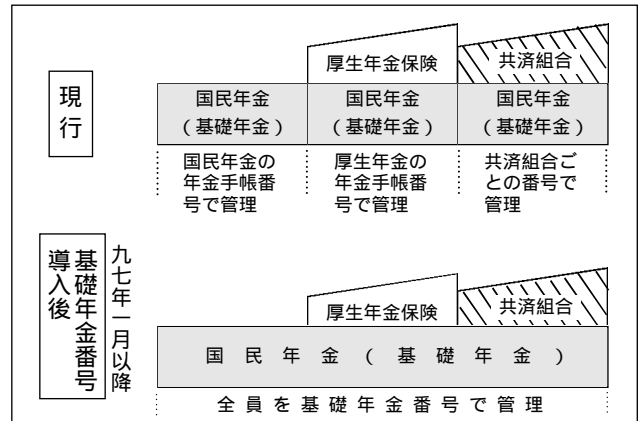 現行
厚生年金保険
共済組合
国民年金
(基礎年金)
国民年金
(基礎年金)
国民年金
(基礎年金)
国民年金の
年金手帳番
号で管理
厚生年金の
年金手帳番
号で管理
共済組合ご
との番号で
管理
基礎年金番号
導入後
九七年一月以降
厚生年金保険
共済組合
国民年金(基礎年金)
全員を基礎年金番号で管理